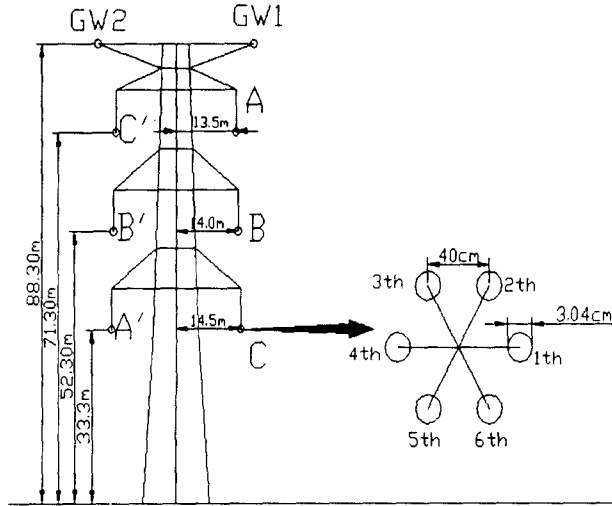 GW2
GW1
A
C'
13.5m
B'
14.0m
B
A'
14.5m
C
88.30m
71.30m
52.30m
33.3m
40cm
3th
2th
3.04cm
4th
1th
5th
6th